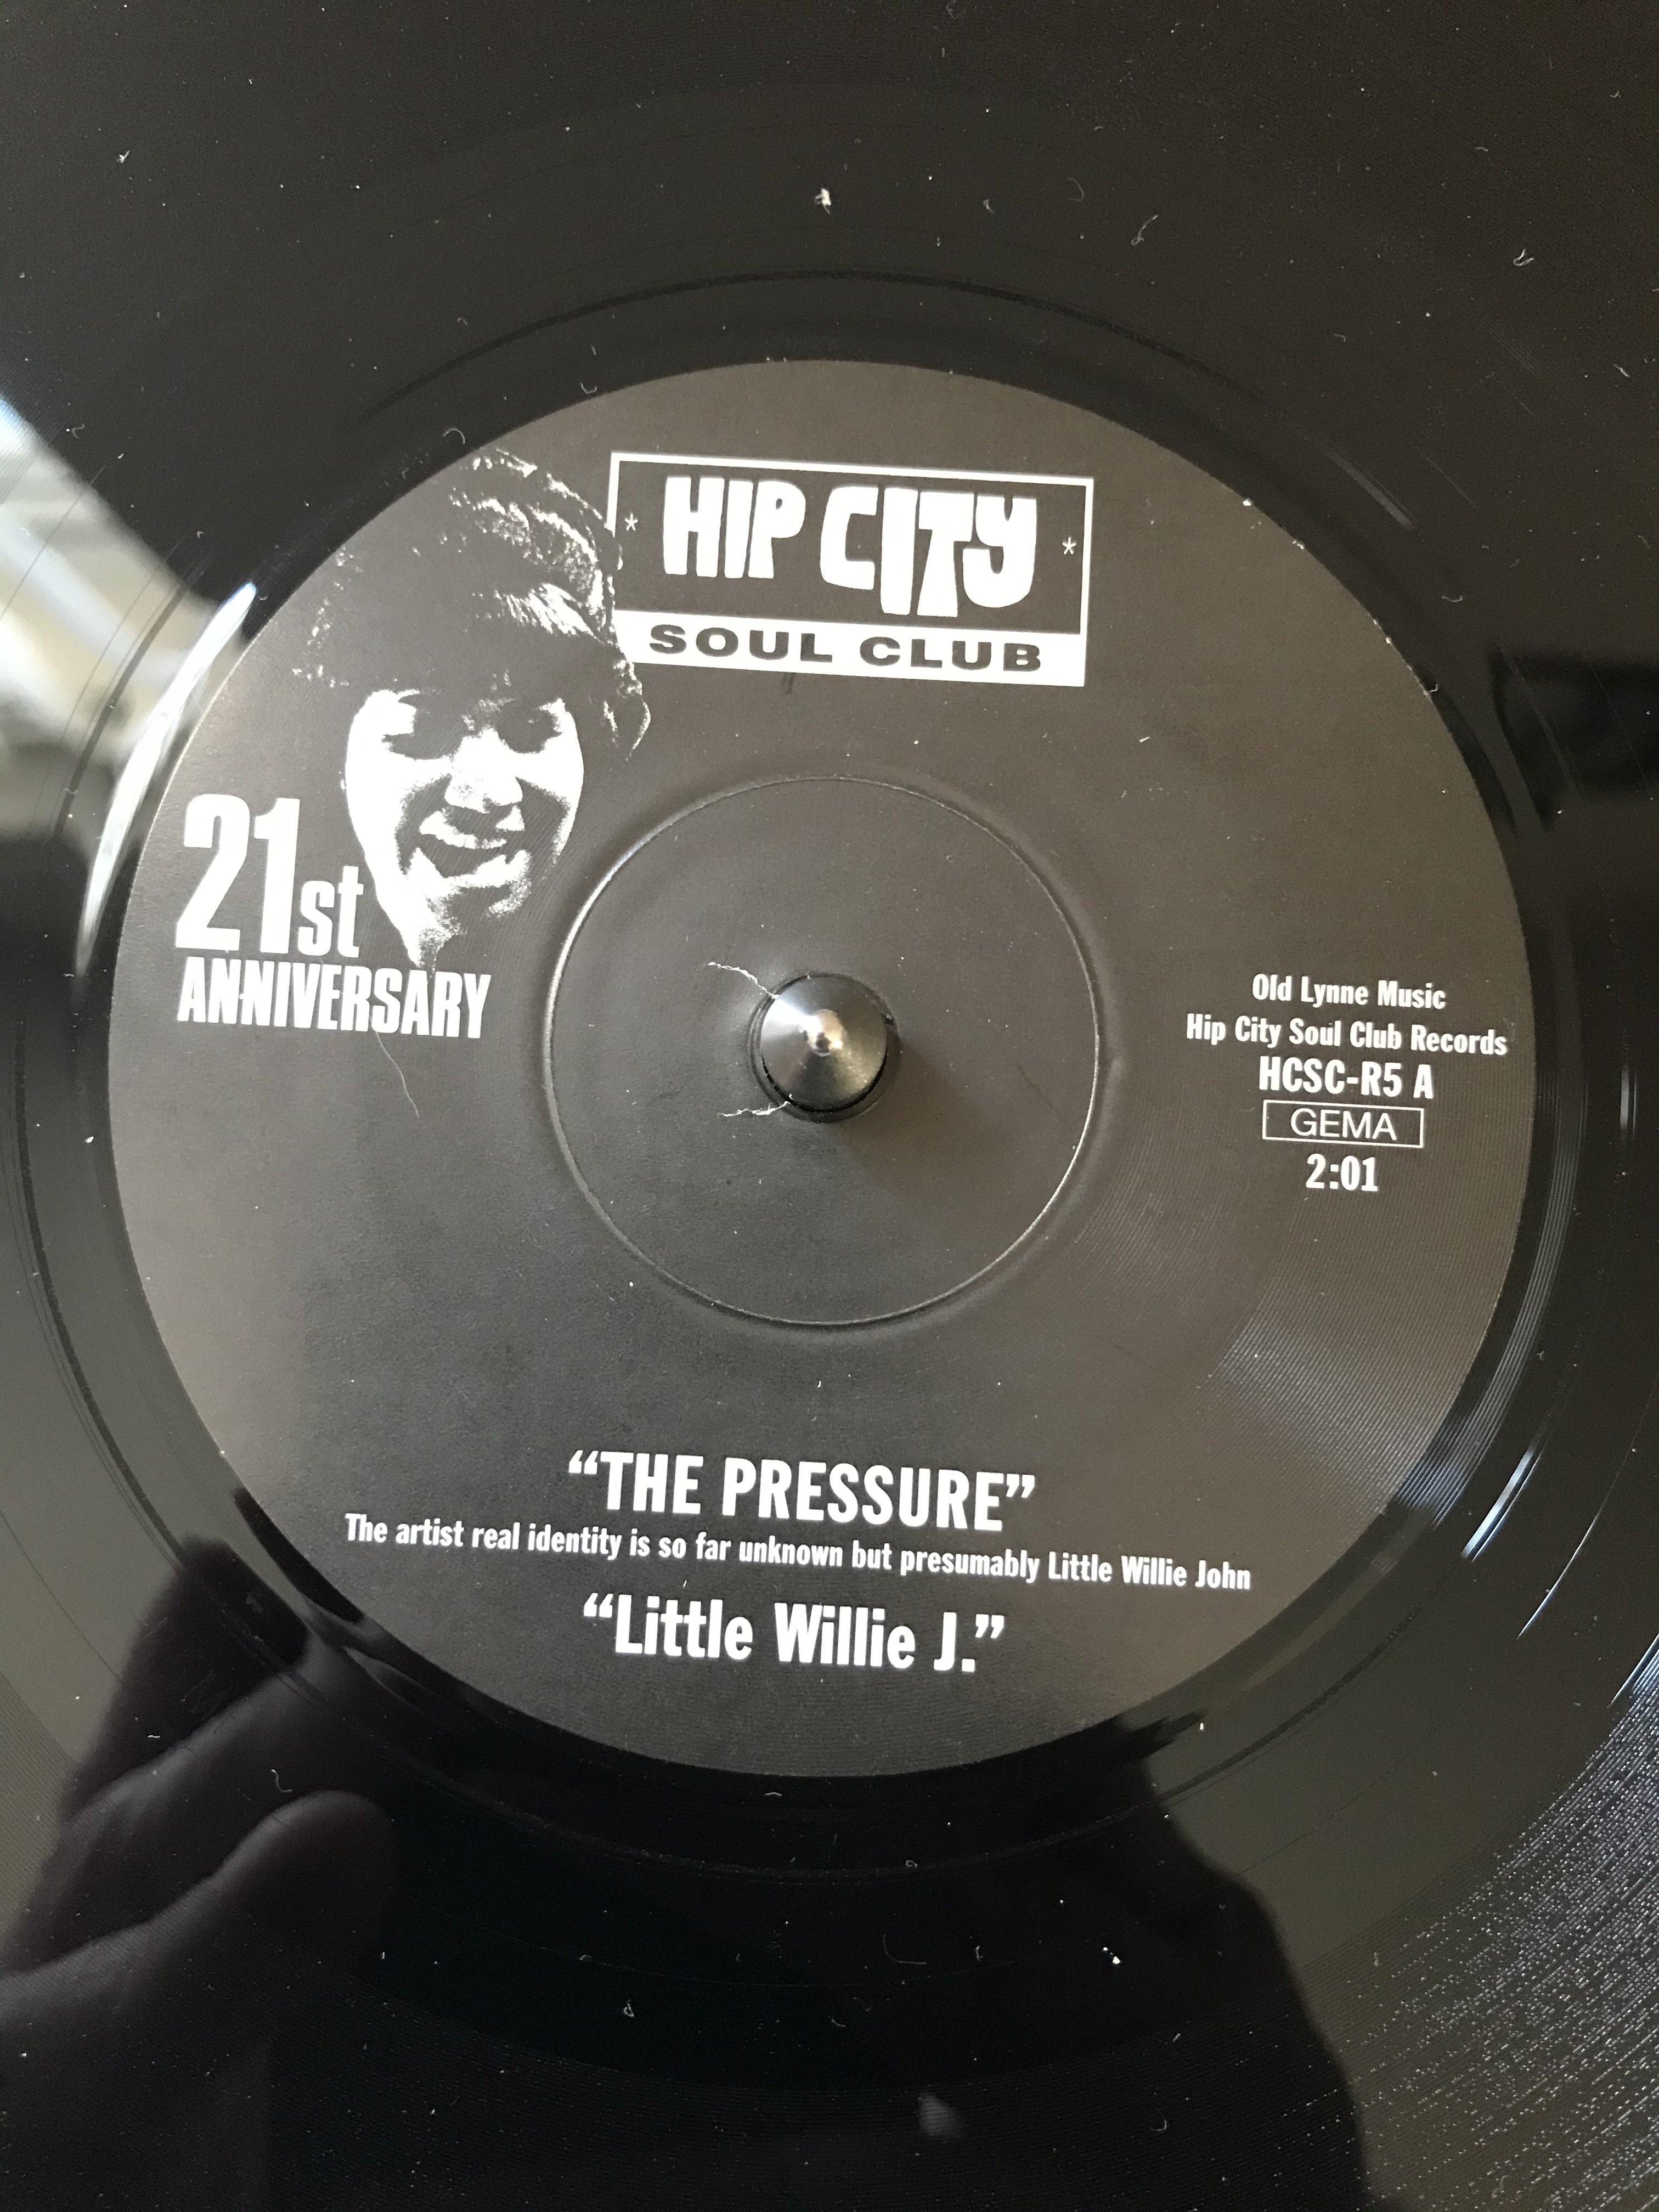 HIP CITY
SOUL CLUB
21st
ANNIVERSARY
Old Lynne Music
Hip City Soul Club Records
HCSC-R5 A
GEMA
2:01
“THE PRESSURE”
The artist real identity is so far unknown but presumably Little Willie John
“Little Willie J.”